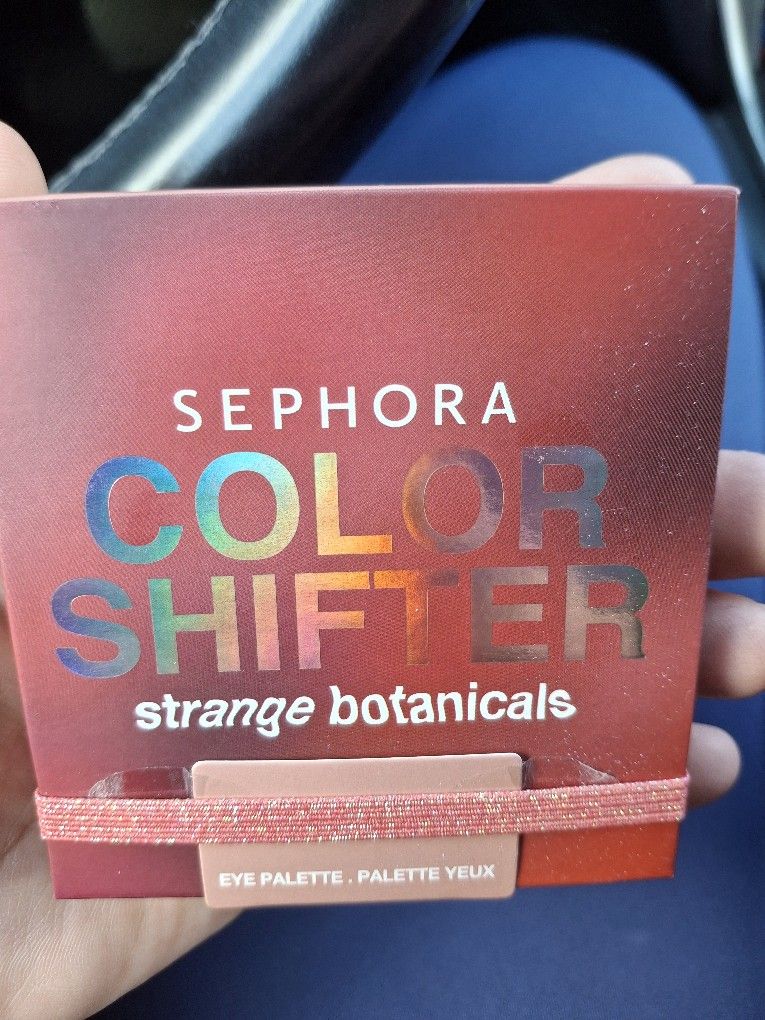 SEPHORA
COLOR
SHIFTER
strange botanicals
EYE PALETTE . PALETTE YEUX